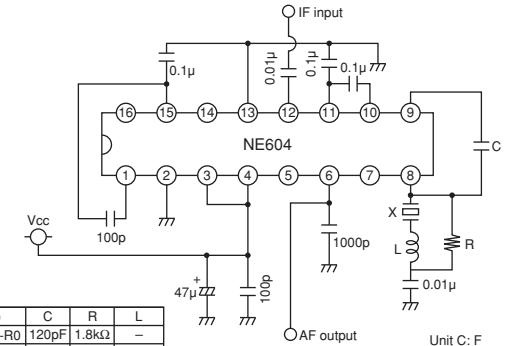 IF input
0.1μ
0.01μ
0.1μ
0.1μ
16 15 14 13 12 11 10 9
NE604
C
1 2 3 4 5 6 7 8
Vcc
100p
X
L
R
1000p
+
47μ
100p
0.01μ
C R L
-R0 120pF 1.8kΩ –
AF output
Unit C: F